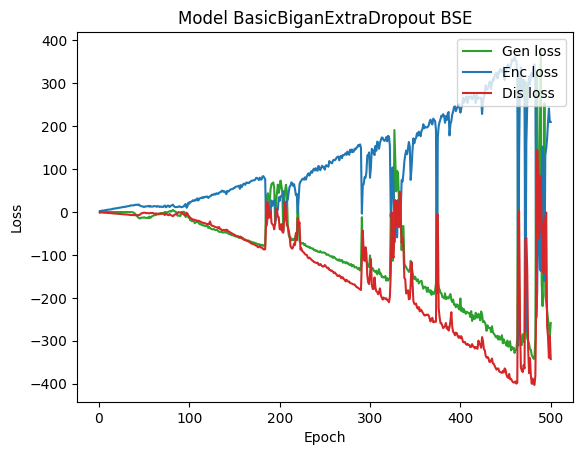 Model BasicBiganExtraDropout BSE
Gen loss
Enc loss
Dis loss
Loss
400
300
200
100
0
−100
−200
−300
−400
0 100 200 300 400 500
Epoch